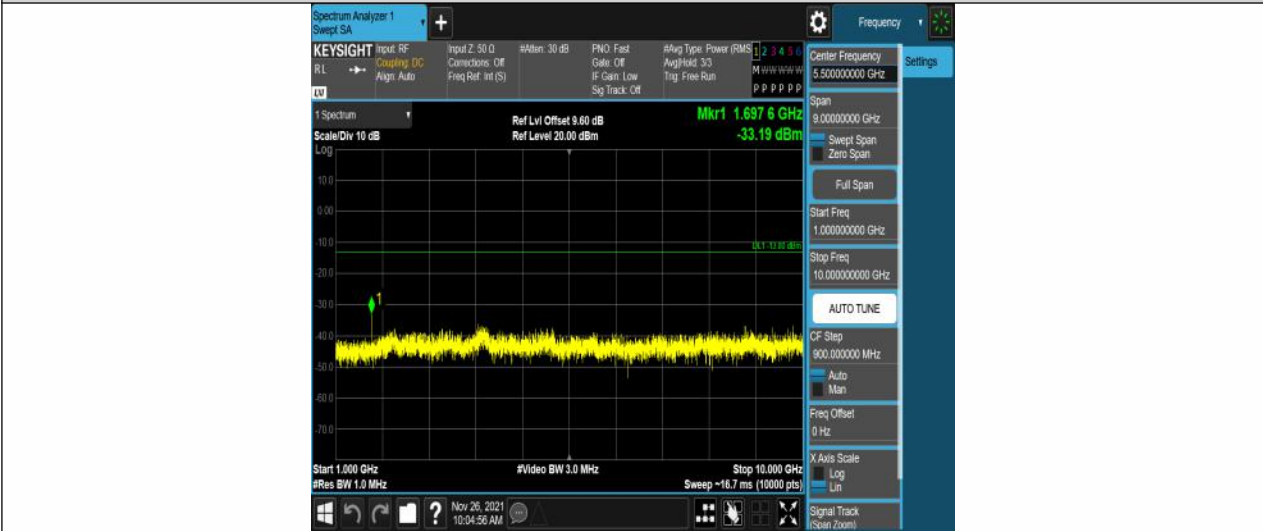 Spectrum Analyzer 1
Swept SA
+
Frequency
KEYSIGHT
RL
LV
Input: RF
Coupling: DC
Align: Auto
Input Z: 50 Ω
Corrections: Off
Freq Ref: Int (S)
#Atten: 30 dB
PNO: Fast
Gate: Off
IF Gain: Low
Sig Track: Off
#Avg Type: Power (RMS
Avg|Hold: 3/3
Trig: Free Run
1 2 3 4 5 6
M W W W W W
P P P P P P
1 Spectrum
Scale/Div 10 dB
Log
Ref Lvl Offset 9.60 dB
Ref Level 20.00 dBm
Mkr1 1.697 6 GHz
-33.19 dBm
10.0
0.00
-10.0
-20.0
-30.0
-40.0
-50.0
-60.0
-70.0
DL1 -13.00 dBm
1
Start 1.000 GHz
#Res BW 1.0 MHz
#Video BW 3.0 MHz
Stop 10.000 GHz
Sweep ~16.7 ms (10000 pts)
Center Frequency
5.500000000 GHz
Settings
Span
9.00000000 GHz
Swept Span
Zero Span
Full Span
Start Freq
1.000000000 GHz
Stop Freq
10.000000000 GHz
AUTO TUNE
CF Step
900.000000 MHz
Auto
Man
Freq Offset
0 Hz
X Axis Scale
Log
Lin
Signal Track
(Span Zoom)
?
Nov 26, 2021
10:04:56 AM